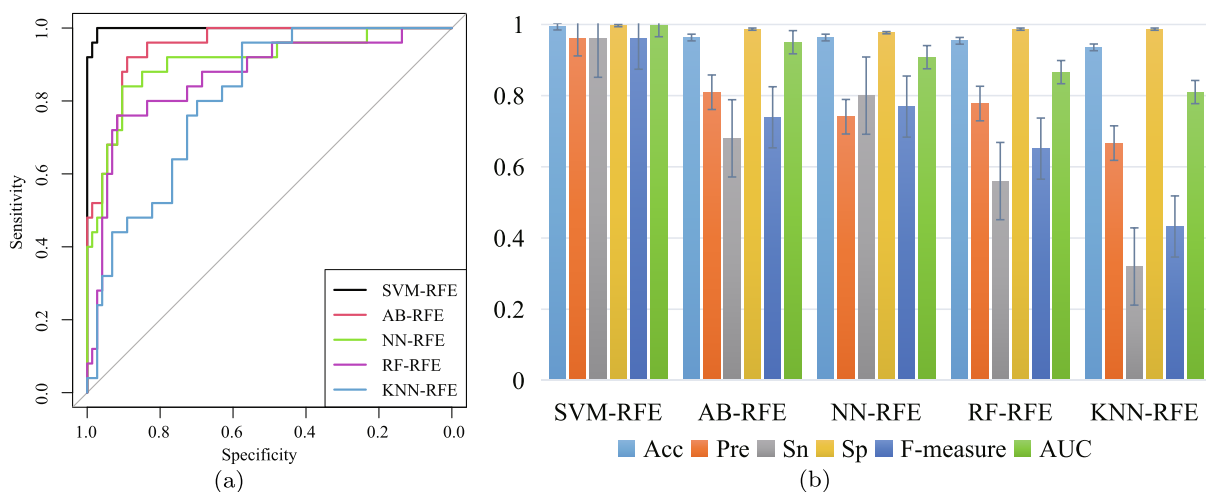 1.0
0.8
0.6
0.4
0.2
0.0
Sensitivity
1.0 0.8 0.6 0.4 0.2 0.0
Specificity
SVM-RFE
AB-RFE
NN-RFE
RF-RFE
KNN-RFE
(a)
1
0.8
0.6
0.4
0.2
0
SVM-RFE AB-RFE NN-RFE RF-RFE KNN-RFE
Acc Pre Sn Sp F-measure AUC
(b)